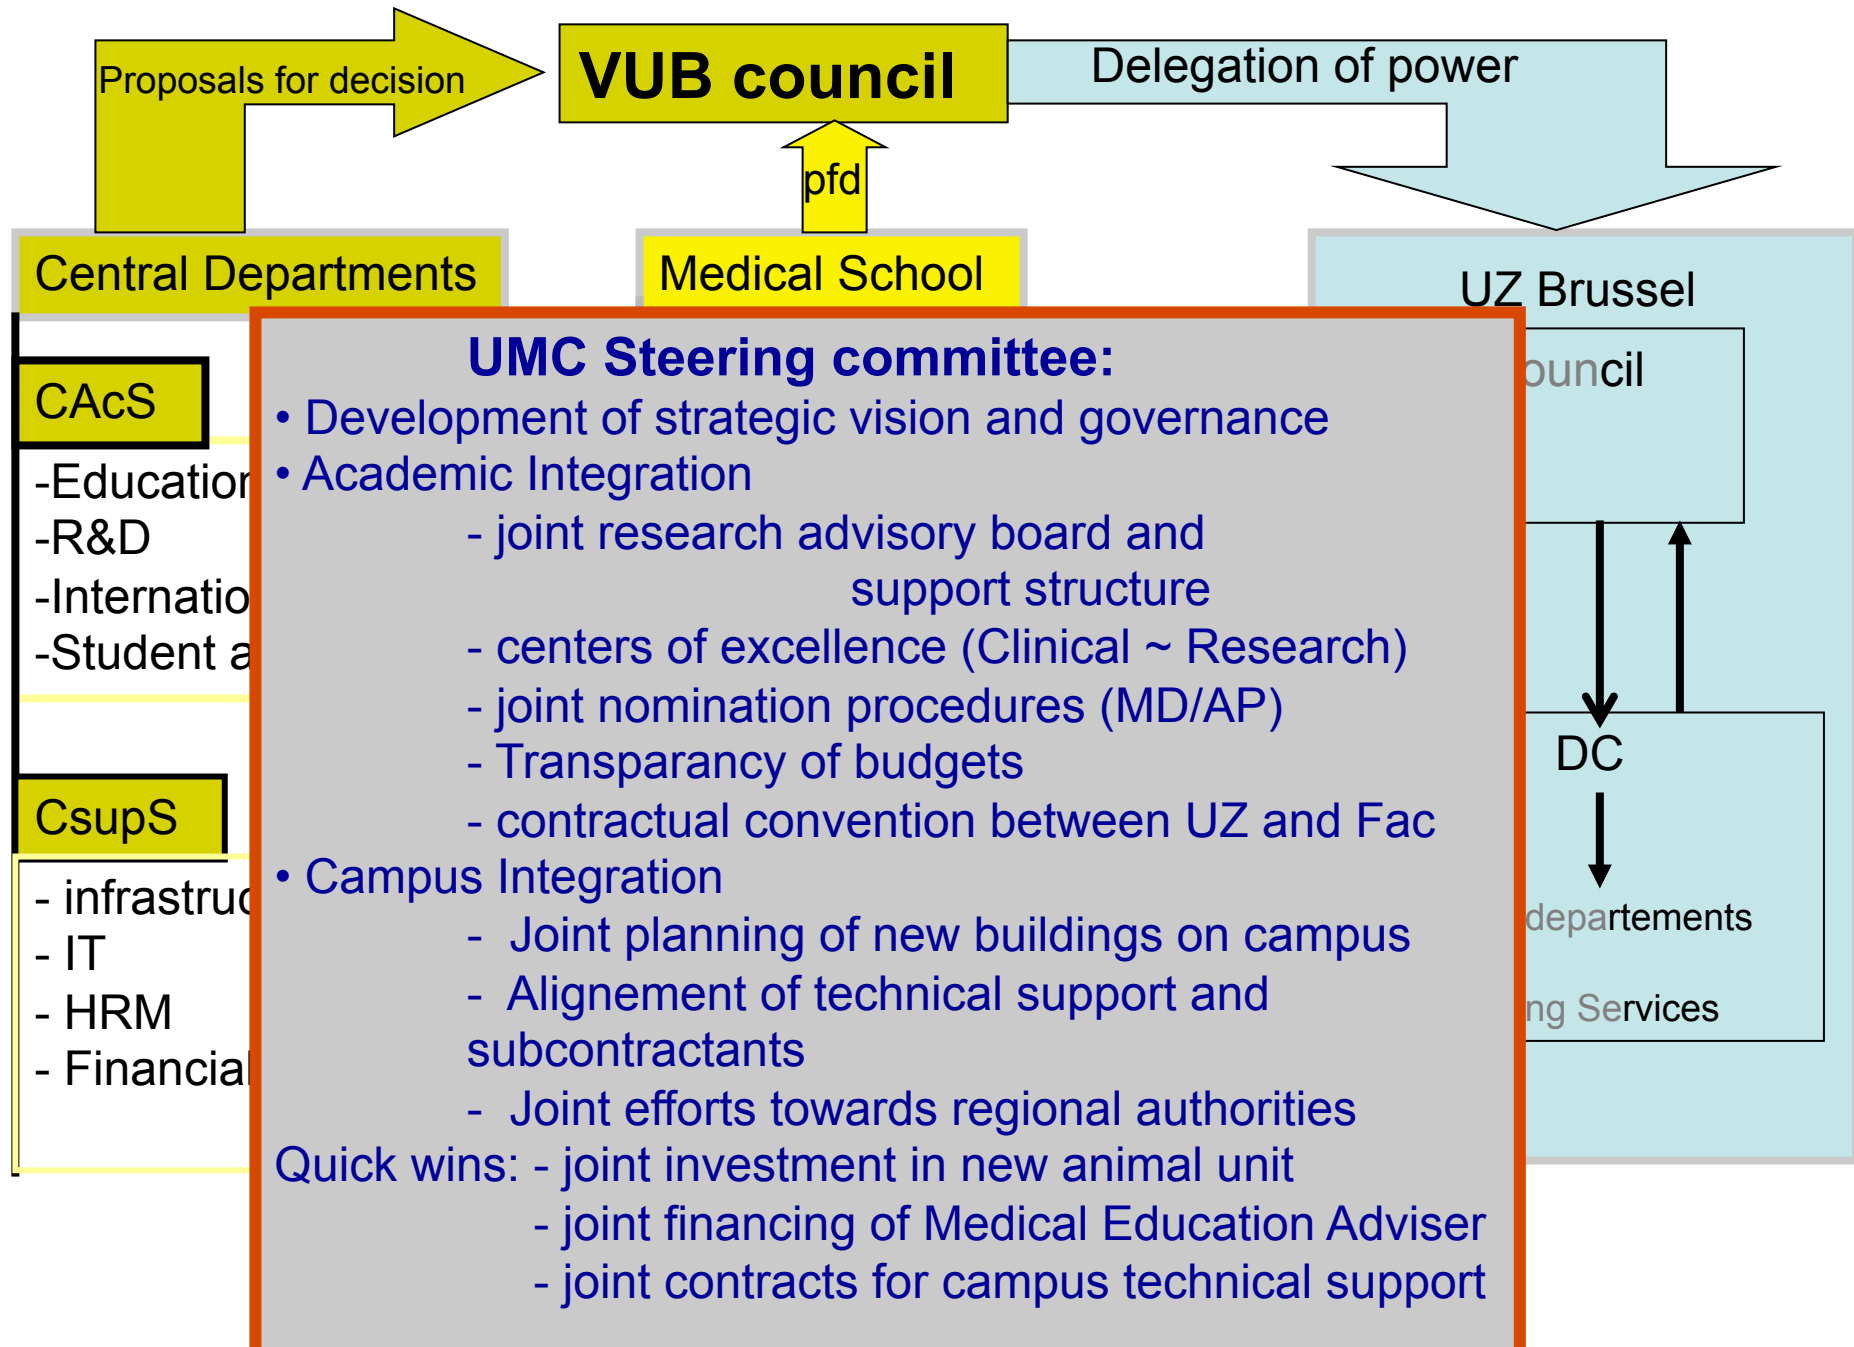 Proposals for decision
VUB council
Delegation of power
pfd
Central Departments
Medical School
UZ Brussel
CAcS
-Education
-R&D
-Internatio
-Student a
CsupS
- infrastruc
- IT
- HRM
- Financial
UMC Steering committee:
• Development of strategic vision and governance
• Academic Integration
- joint research advisory board and
support structure
- centers of excellence (Clinical ~ Research)
- joint nomination procedures (MD/AP)
- Transparancy of budgets
- contractual convention between UZ and Fac
• Campus Integration
- Joint planning of new buildings on campus
- Alignement of technical support and
subcontractants
- Joint efforts towards regional authorities
Quick wins: - joint investment in new animal unit
- joint financing of Medical Education Adviser
- joint contracts for campus technical support
ouncil
DC
departements
ng Services